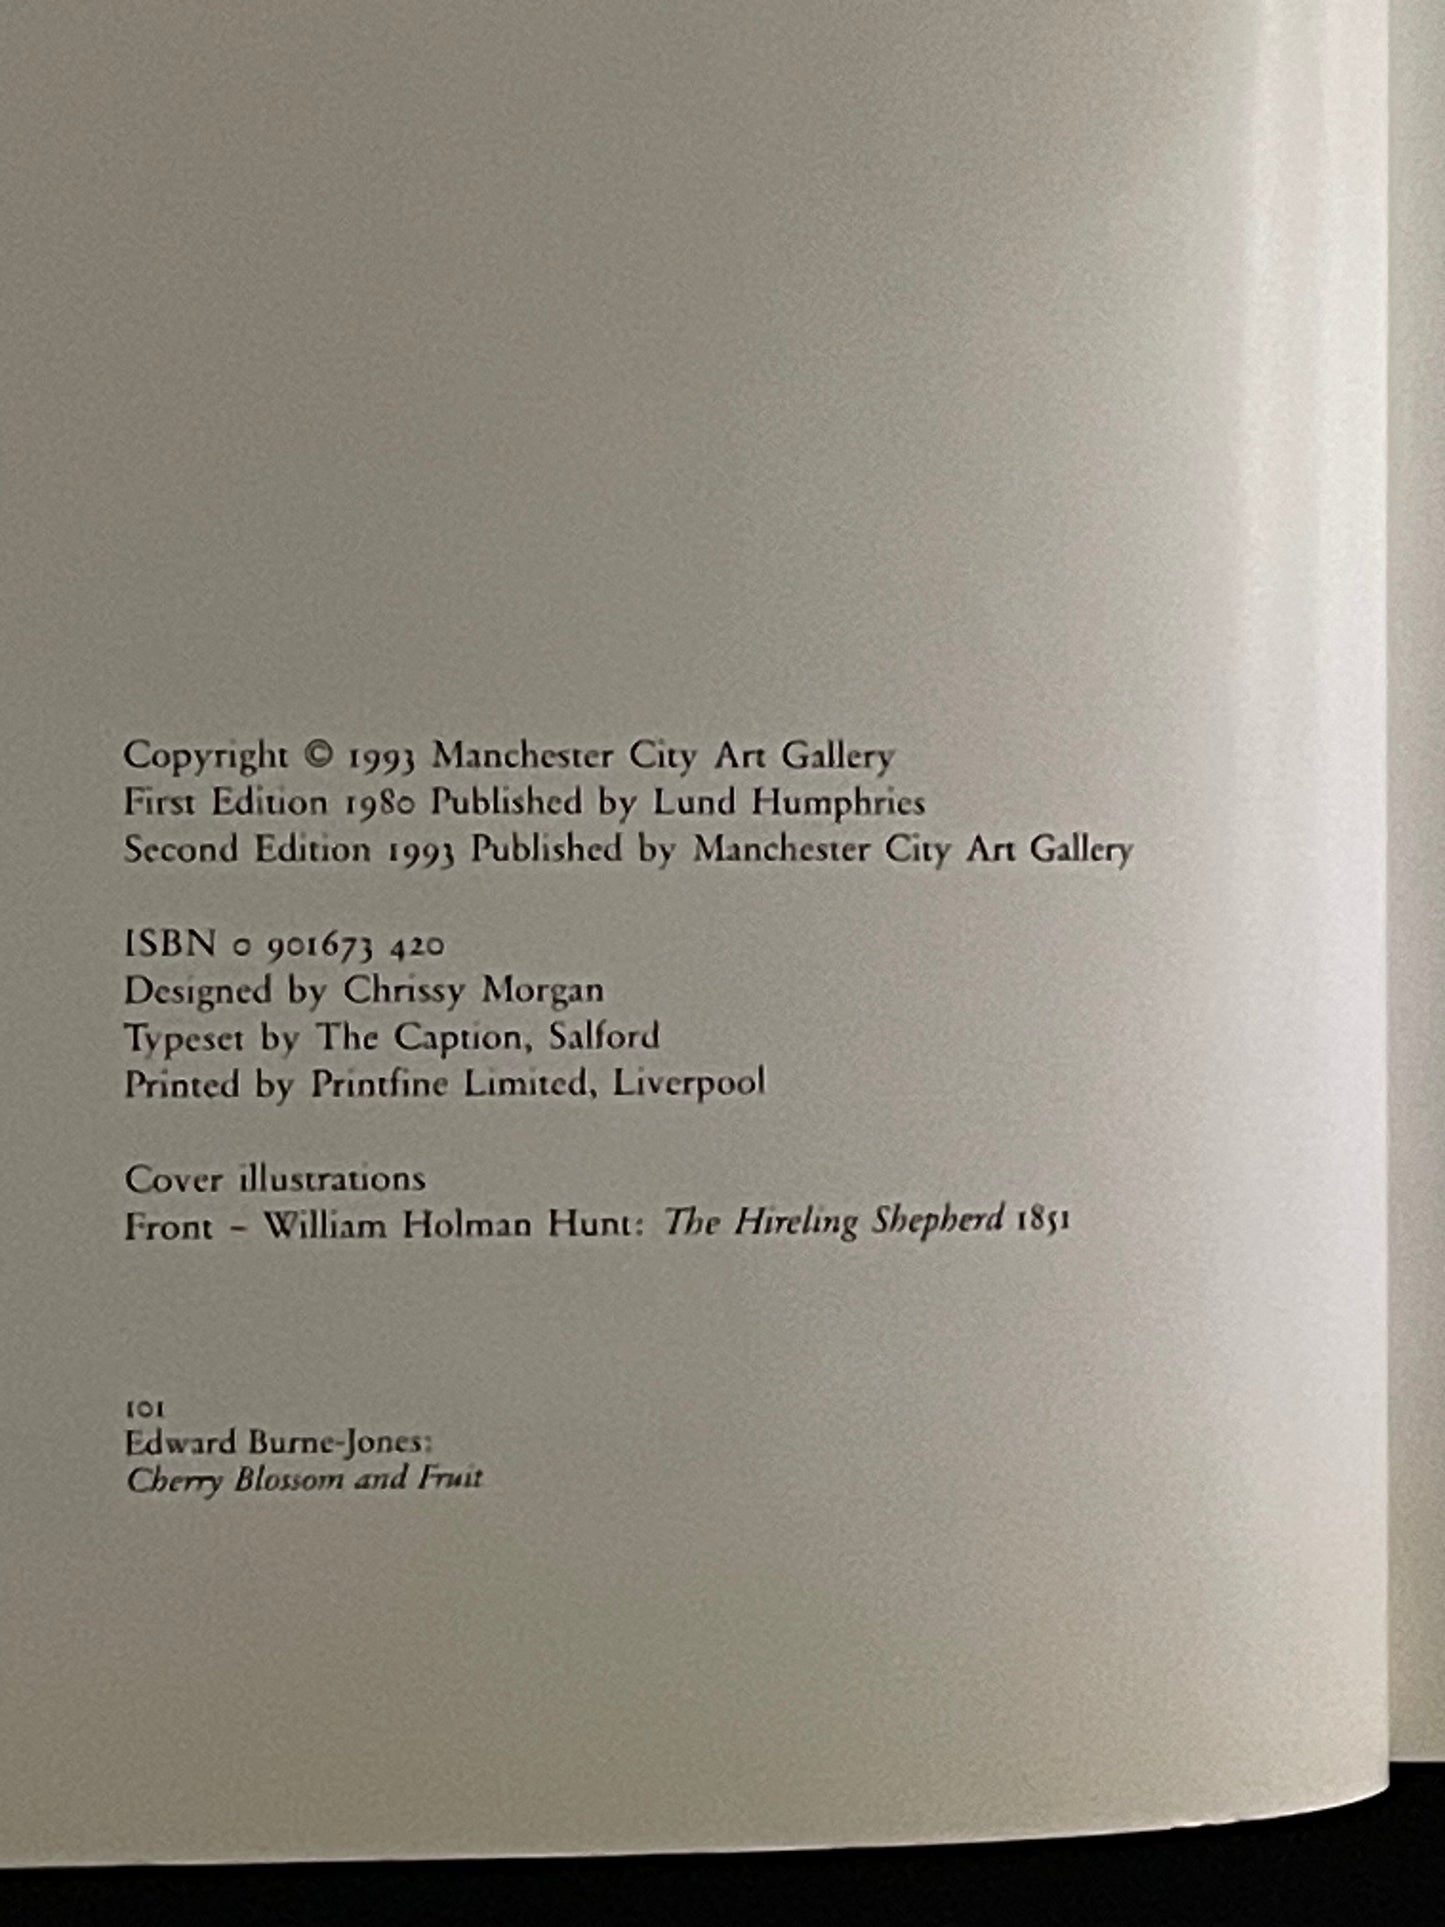 Copyright © 1993 Manchester City Art Gallery
First Edition 1980 Published by Lund Humphries
Second Edition 1993 Published by Manchester City Art Gallery
ISBN 0 901673 420
Designed by Chrissy Morgan
Typeset by The Caption, Salford
Printed by Printfine Limited, Liverpool
Cover illustrations
Front – William Holman Hunt: The Hireling Shepherd 1851
101
Edward Burne-Jones:
Cherry Blossom and Fruit